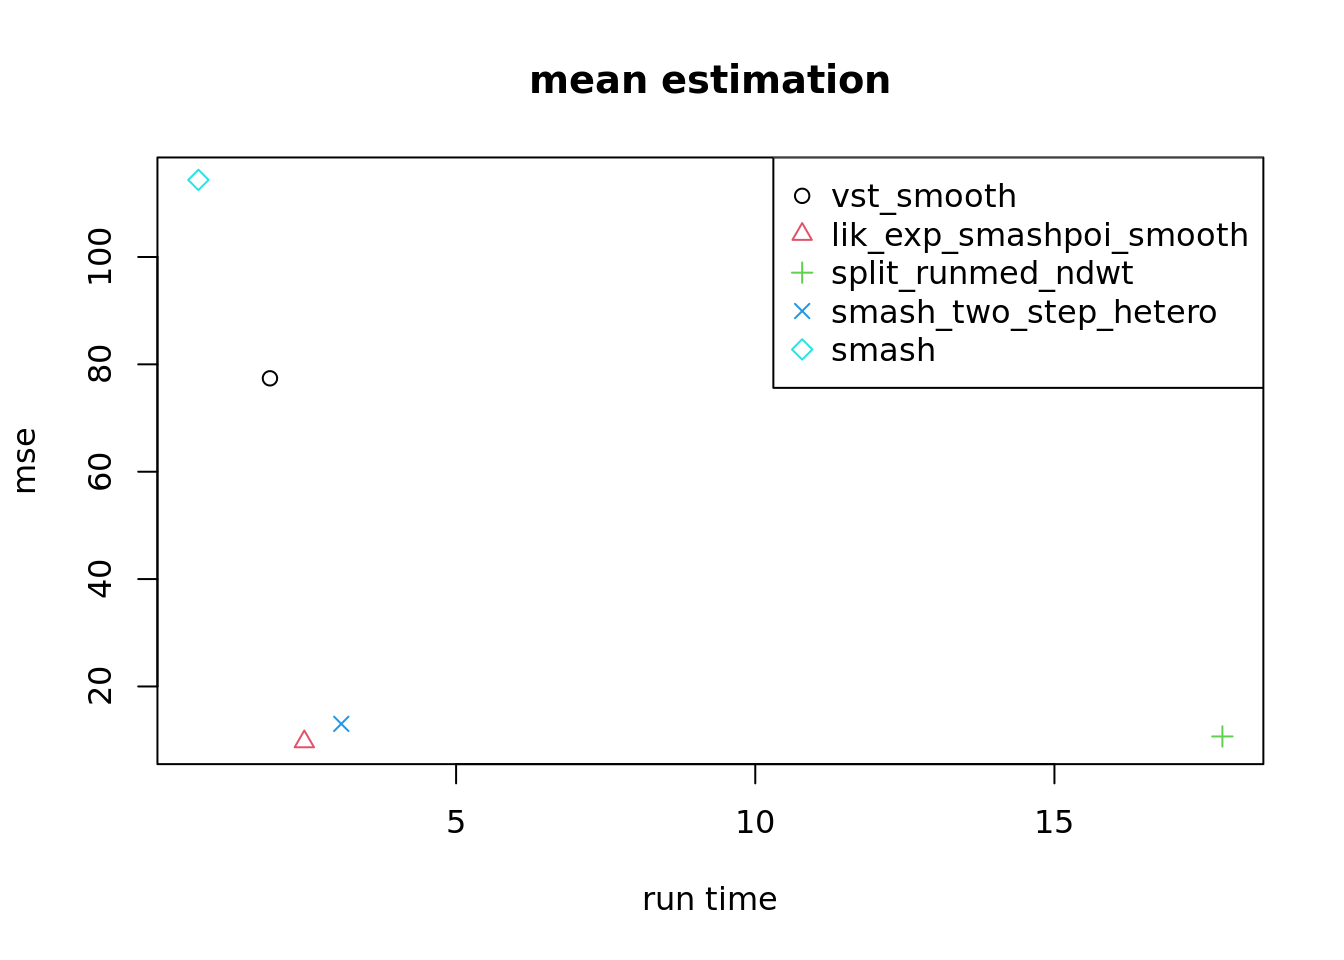 mean estimation
vst_smooth
lik_exp_smashpoi_smooth
split_runmed_ndwt
smash_two_step_hetero
smash
mse
100
80
60
40
20
5
10
15
run time